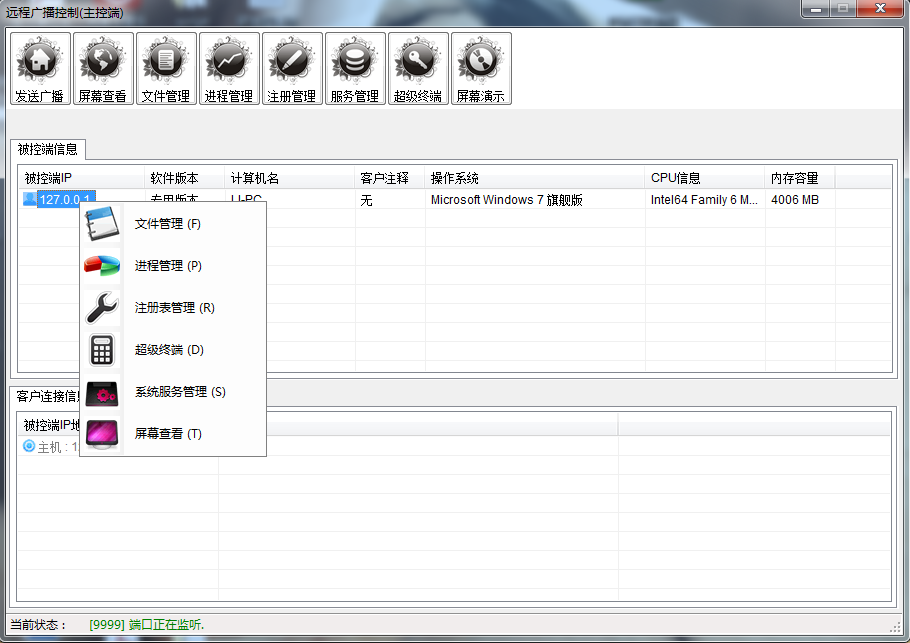 远程广播控制(主控端)
发送广播 屏幕查看 文件管理 进程管理 注册管理 服务管理 超级终端 屏幕演示
被控端信息
被控端IP 软件版本 计算机名 客户注释 操作系统 CPU信息 内存容量
127.0.0.1 专用版本 LI-PC 无 Microsoft Windows 7 旗舰版 Intel64 Family 6 M... 4006 MB
文件管理 (F)
进程管理 (P)
注册表管理 (R)
超级终端 (D)
系统服务管理 (S)
客户连接信
被控端IP
屏幕查看 (T)
主机 : 1
当前状态： [9999] 端口正在监听.